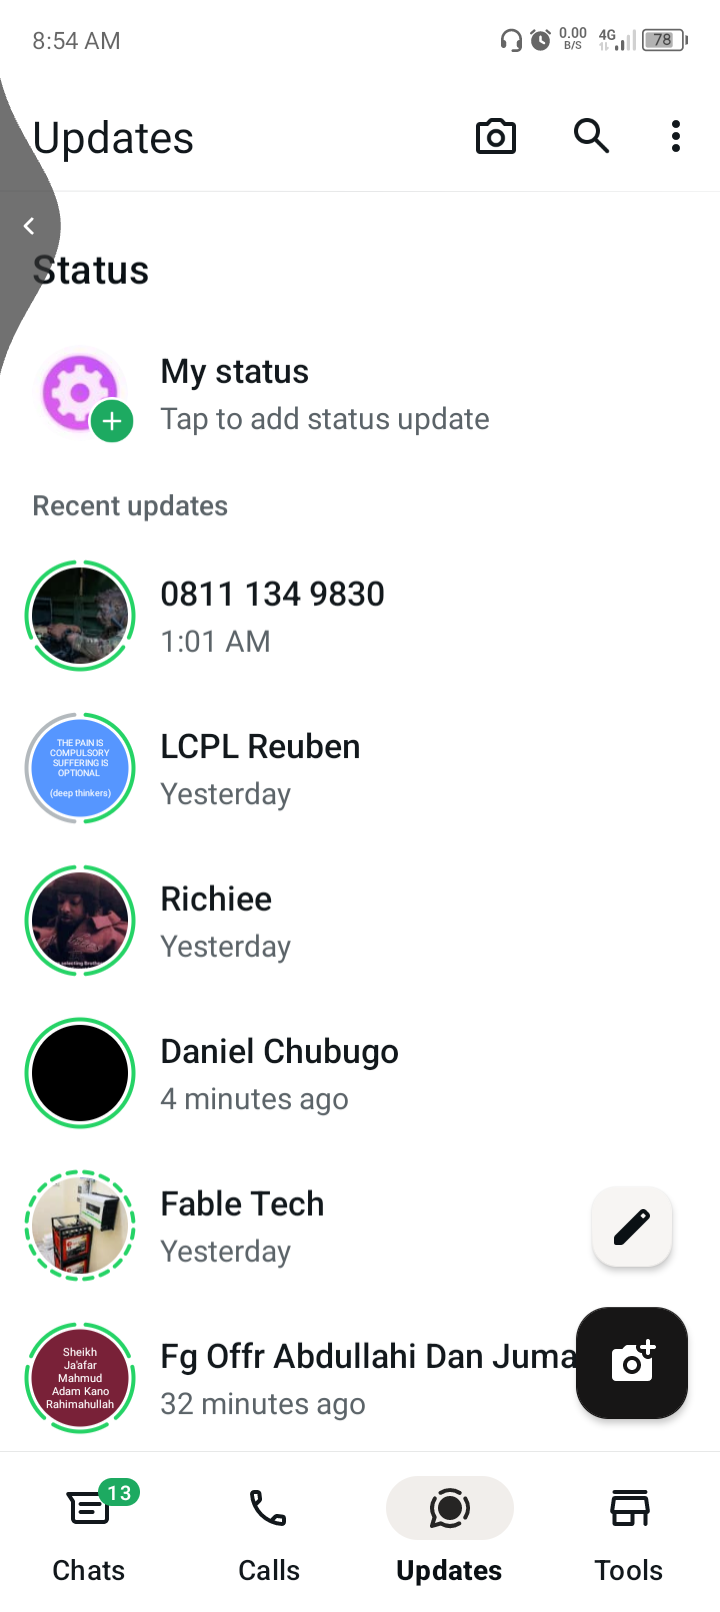 8:54 AM
0.00
B/S
4G
78
Updates
Status
My status
Tap to add status update
Recent updates
0811 134 9830
1:01 AM
THE PAIN IS
COMPULSORY
SUFFERING IS
OPTIONAL
(deep thinkers)
LCPL Reuben
Yesterday
Richiee
Yesterday
Daniel Chubugo
4 minutes ago
Fable Tech
Yesterday
Sheikh
Ja'afar
Mahmud
Adam Kano
Rahimahullah
Fg Offr Abdullahi Dan Juma
32 minutes ago
13
Chats
Calls
Updates
Tools